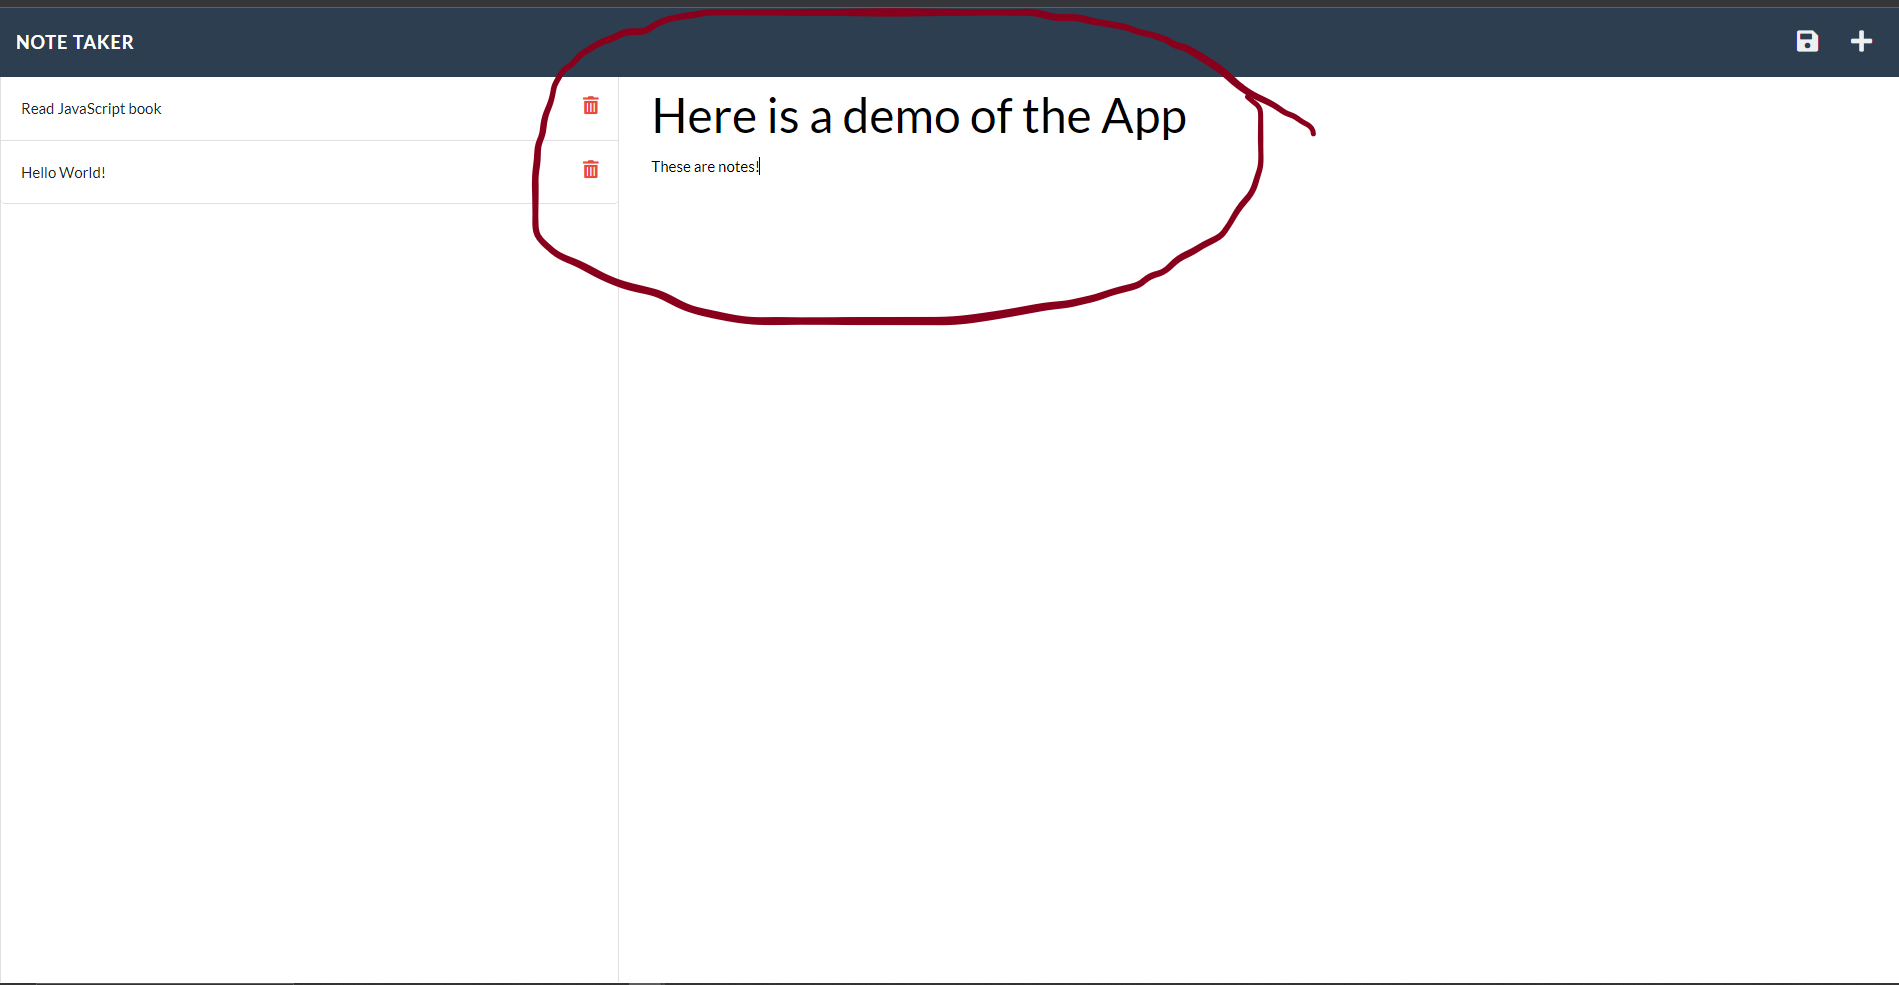 NOTE TAKER
Read JavaScript book
Hello World!
Here is a demo of the App
These are notes!